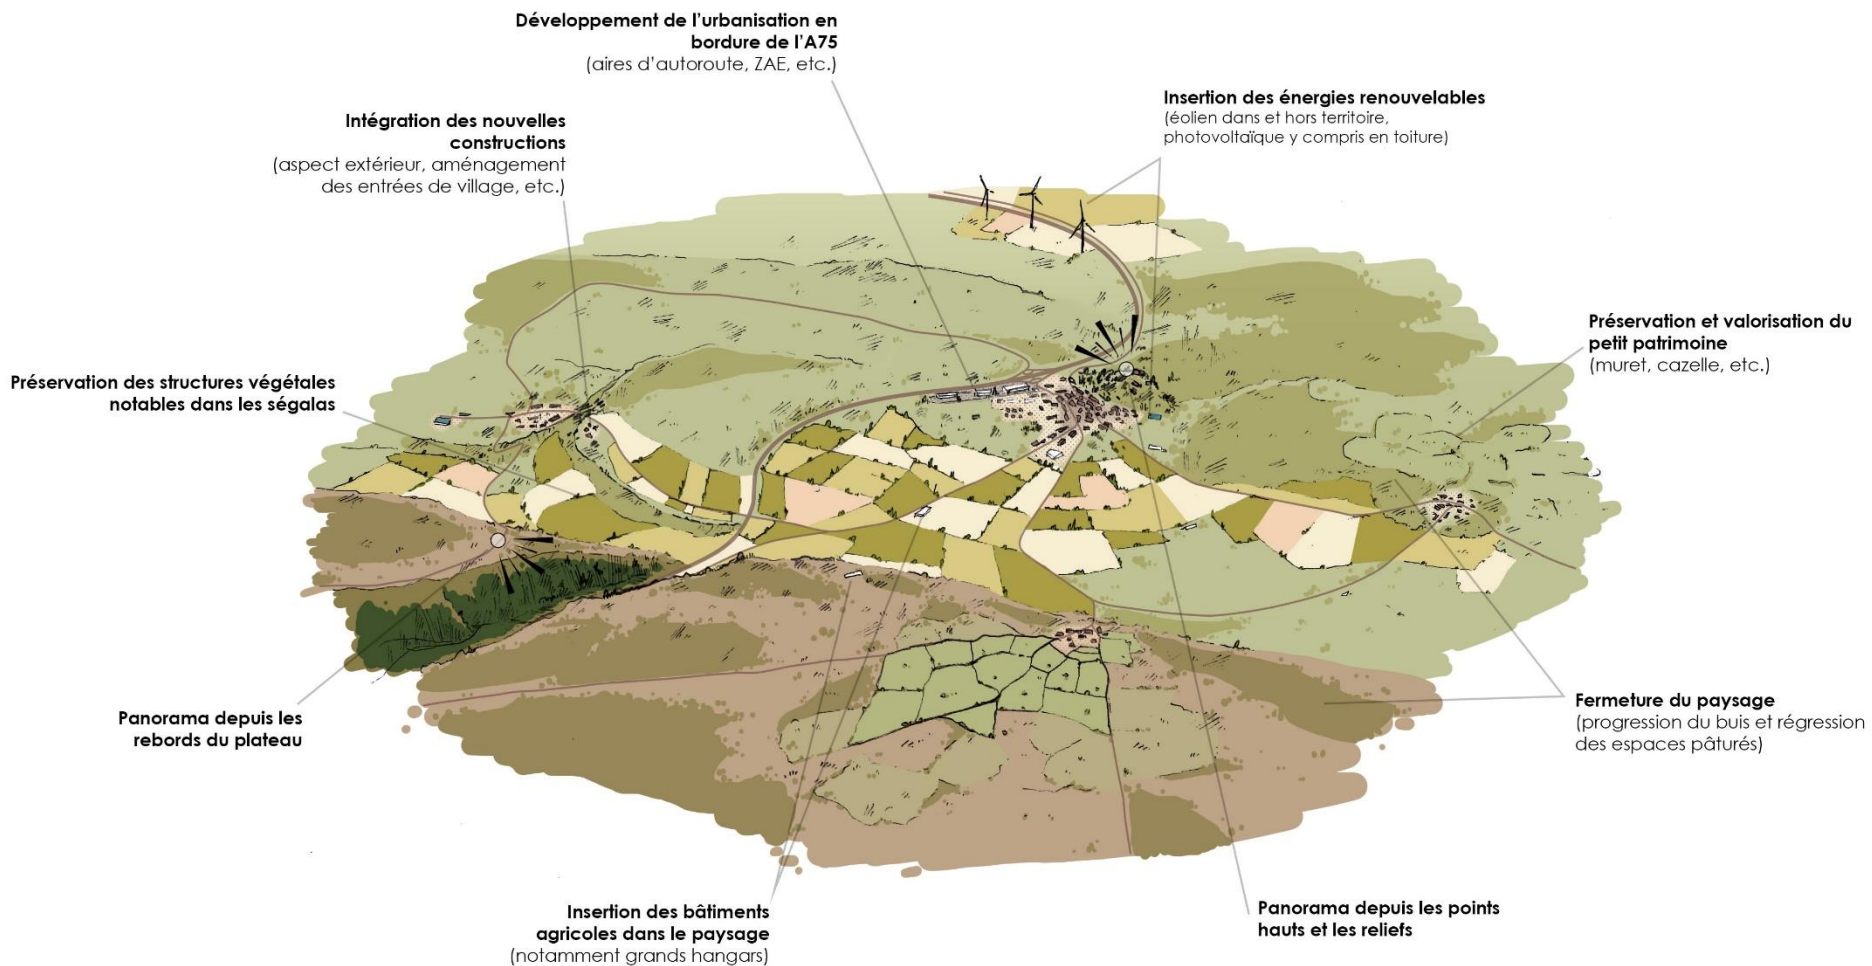 Développement de l'urbanisation en
bordure de l'A75
(aires d'autoroute, ZAE, etc.)
Insertion des énergies renouvelables
(éolien dans et hors territoire,
photovoltaïque y compris en toiture)
Intégration des nouvelles
constructions
(aspect extérieur, aménagement
des entrées de village, etc.)
Préservation et valorisation du
petit patrimoine
(muret, cazelle, etc.)
Préservation des structures végétales
notables dans les ségalas
Panorama depuis les
rebords du plateau
Fermeture du paysage
(progression du buis et régression
des espaces pâturés)
Insertion des bâtiments
agricoles dans le paysage
(notamment grands hangars)
Panorama depuis les points
hauts et les reliefs